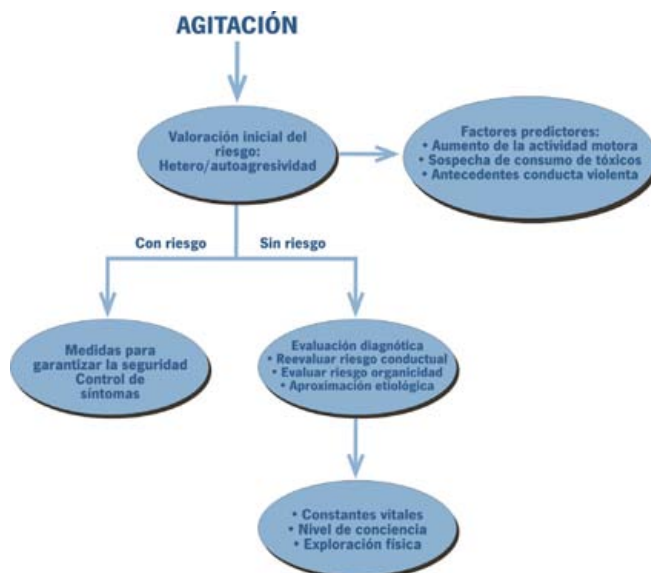 AGITACIÓN
Valoración inicial del
riesgo:
Hetero/autoagresividad
Factores predictores:
• Aumento de la actividad motora
• Sospecha de consumo de tóxicos
• Antecedentes conducta violenta
Con riesgo
Sin riesgo
Medidas para
garantizar la seguridad
Control de
síntomas
Evaluación diagnótica
• Reevaluar riesgo conductual
• Evaluar riesgo organicidad
• Aproximación etiológica
• Constantes vitales
• Nivel de conciencia
• Exploración física